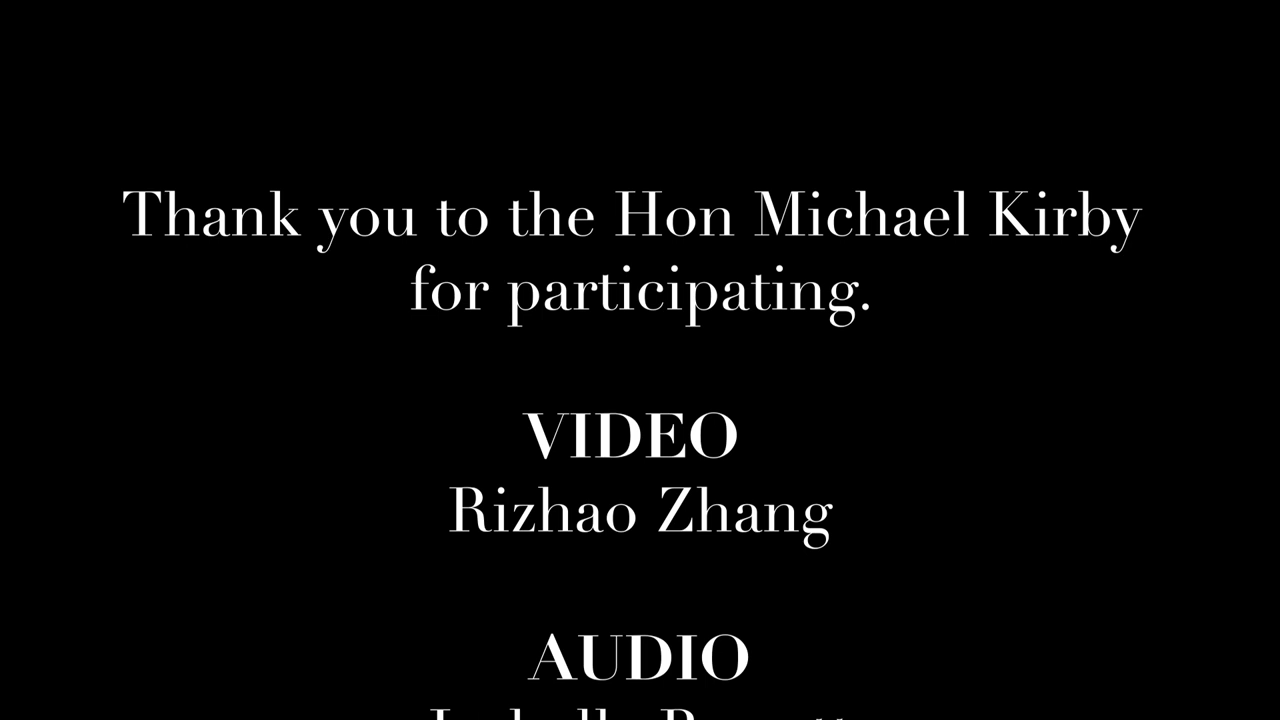 Thank you to the Hon Michael Kirby
for participating.
VIDEO
Rizhao Zhang
AUDIO